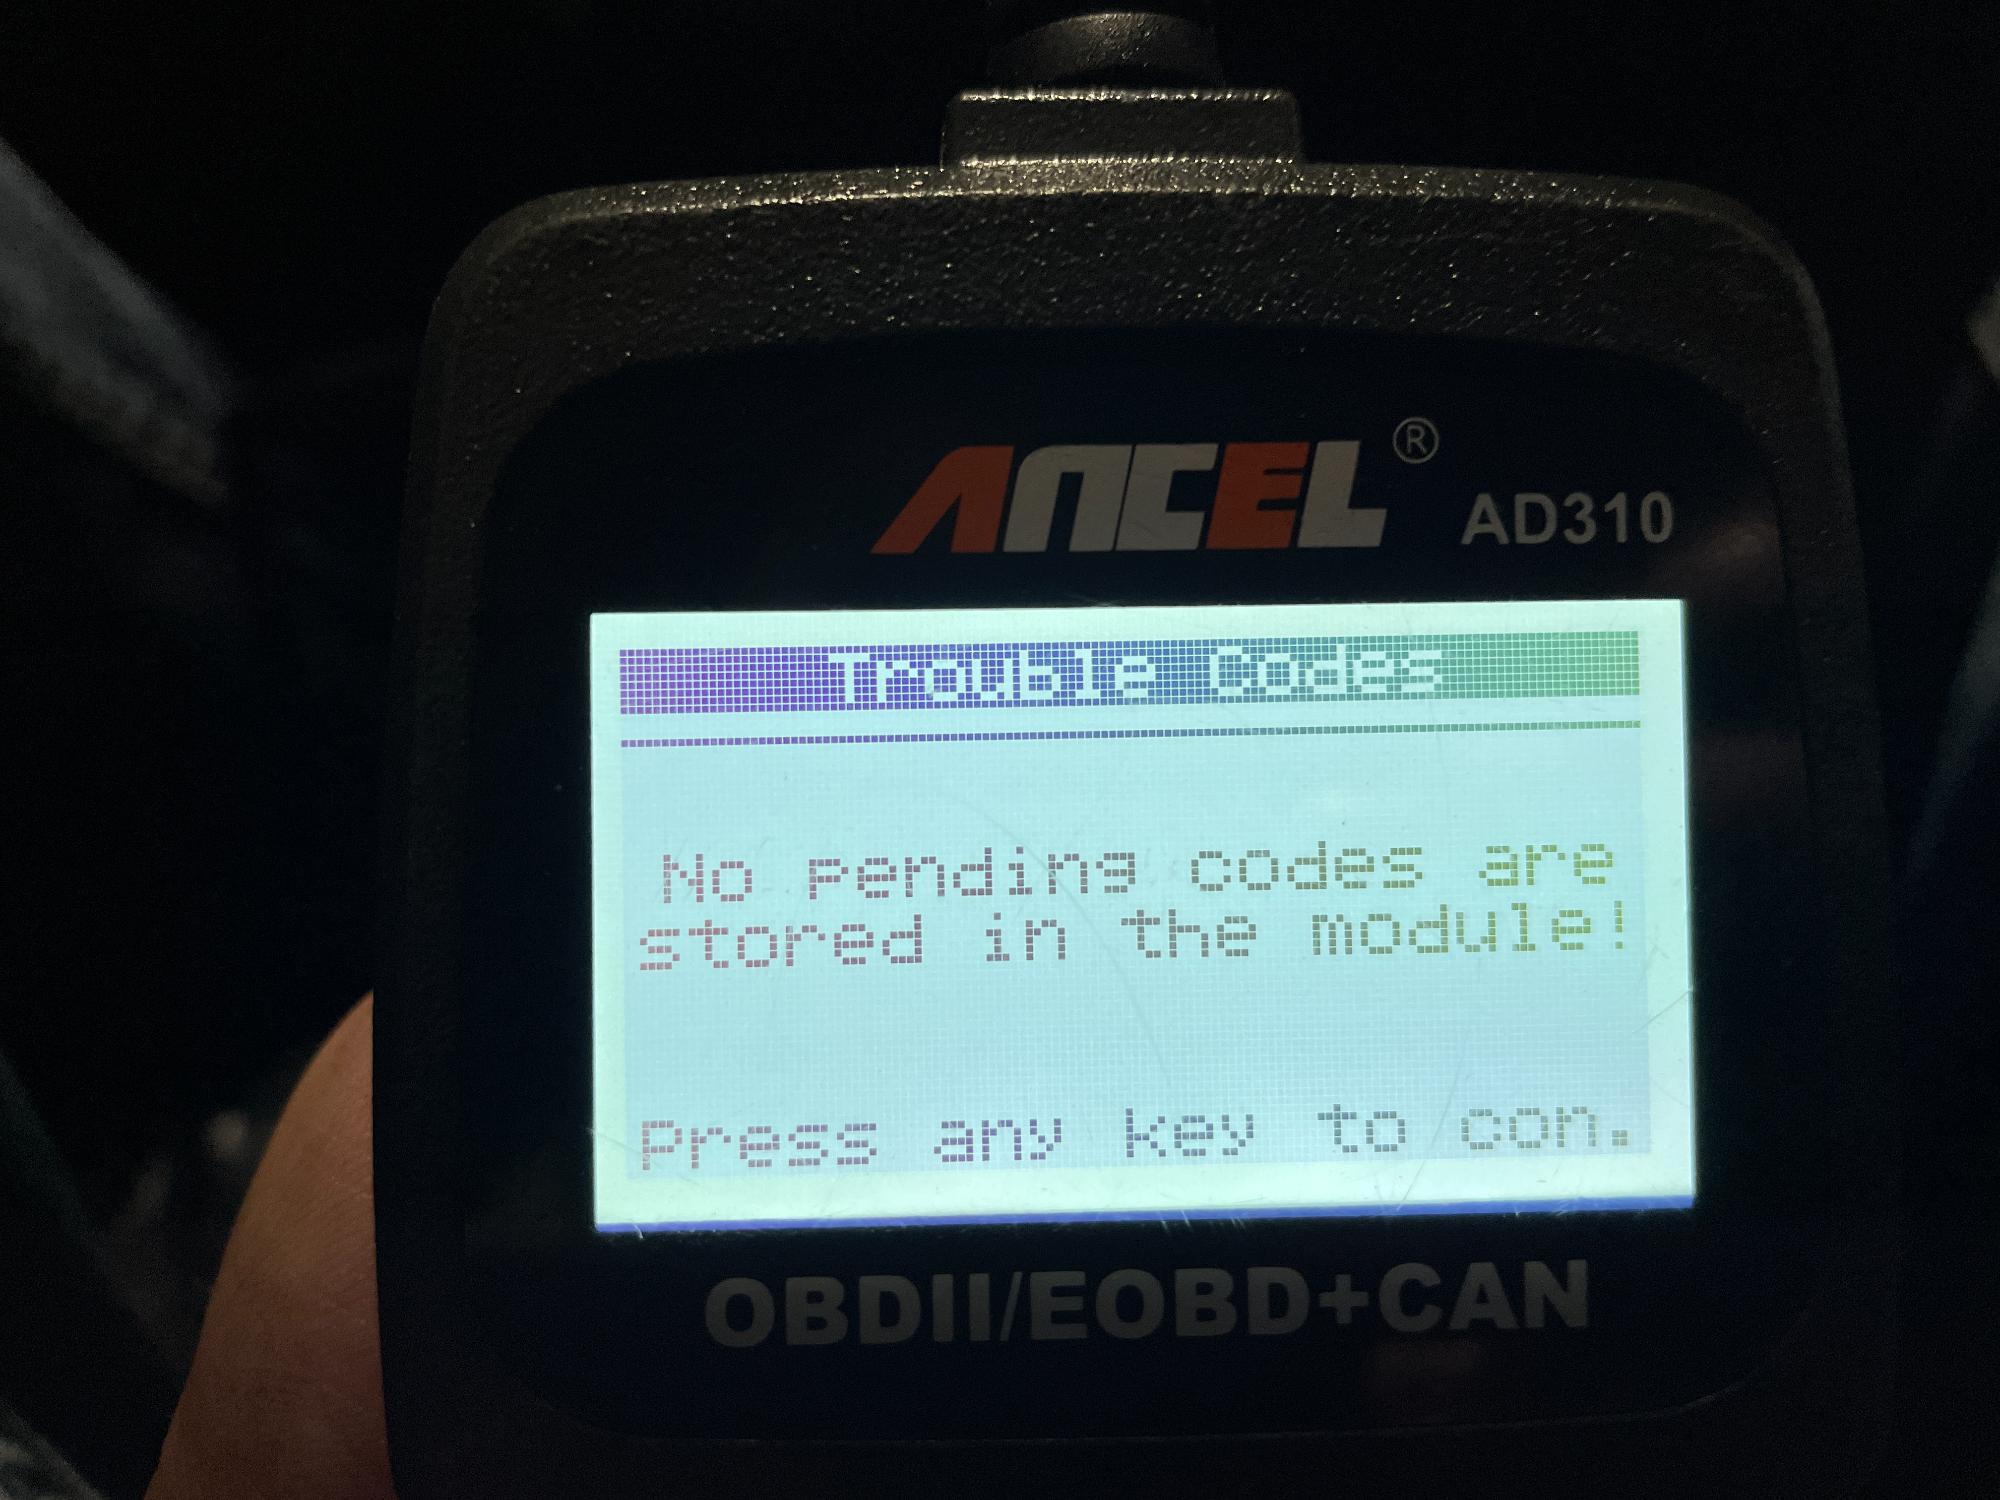 ANCEL® AD310
Trouble Codes
No pending codes are
stored in the module!
Press any key to con.
OBDII/EOBD+CAN